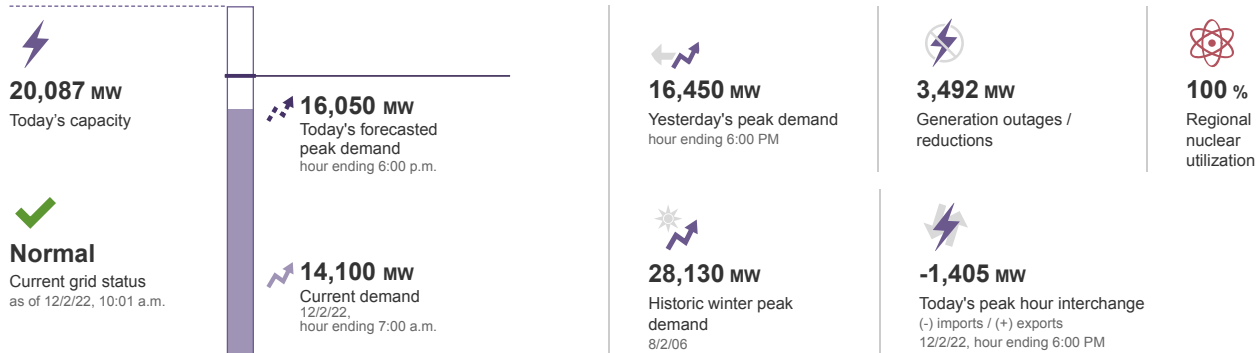 20,087 MW
Today's capacity
Normal
Current grid status
as of 12/2/22, 10:01 a.m.
16,050 MW
Today's forecasted
peak demand
hour ending 6:00 p.m.
14,100 MW
Current demand
12/2/22,
hour ending 7:00 a.m.
16,450 MW
Yesterday's peak demand
hour ending 6:00 PM
3,492 MW
Generation outages /
reductions
100 %
Regional
nuclear
utilization
28,130 MW
Historic winter peak
demand
8/2/06
-1,405 MW
Today's peak hour interchange
(-) imports / (+) exports
12/2/22, hour ending 6:00 PM